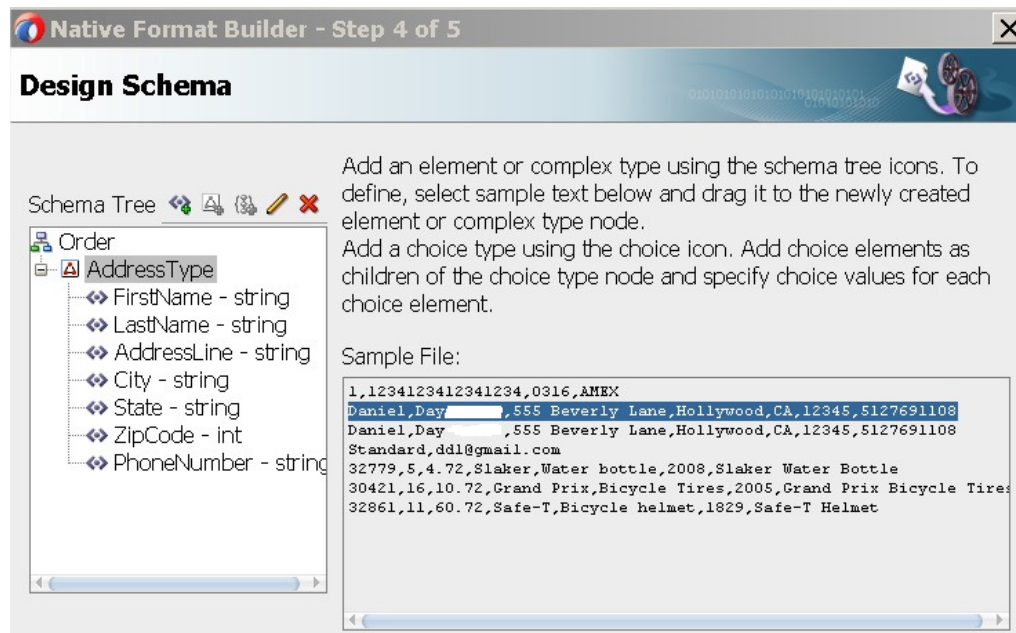 Native Format Builder - Step 4 of 5
Design Schema
0101010101010101010101010101
01010101010
Add an element or complex type using the schema tree icons. To
define, select sample text below and drag it to the newly created
element or complex type node.
Add a choice type using the choice icon. Add choice elements as
children of the choice type node and specify choice values for each
choice element.
Schema Tree
Order
AddressType
FirstName - string
LastName - string
AddressLine - string
City - string
State - string
ZipCode - int
PhoneNumber - string
Sample File:
1,1234123412341234,0316,AMEX
Daniel,Day ,555 Beverly Lane,Hollywood,CA,12345,5127691108
Daniel,Day ,555 Beverly Lane,Hollywood,CA,12345,5127691108
Standard,ddl@gmail.com
32779,5,4.72,Slaker,Water bottle,2008,Slaker Water Bottle
30421,16,10.72,Grand Prix,Bicycle Tires,2005,Grand Prix Bicycle Tires
32861,11,60.72,Safe-T,Bicycle helmet,1829,Safe-T Helmet